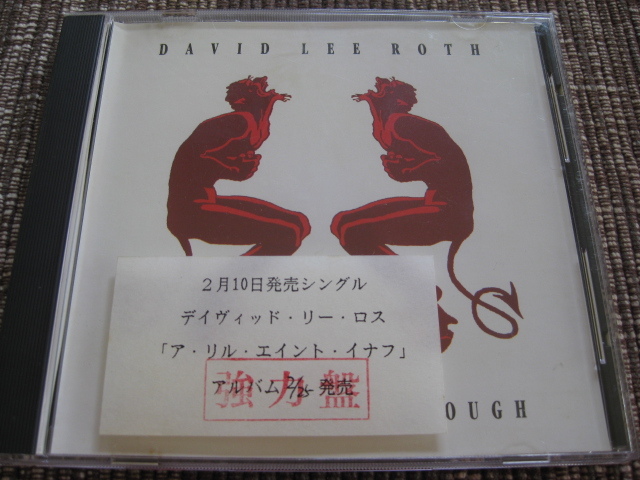 DAVID LEE ROTH
2月10日発売シングル
デイヴィッド・リー・ロス
「ア・リル・エイント・イナフ」
アルバム 2/25 発売
強力盤
OUGH